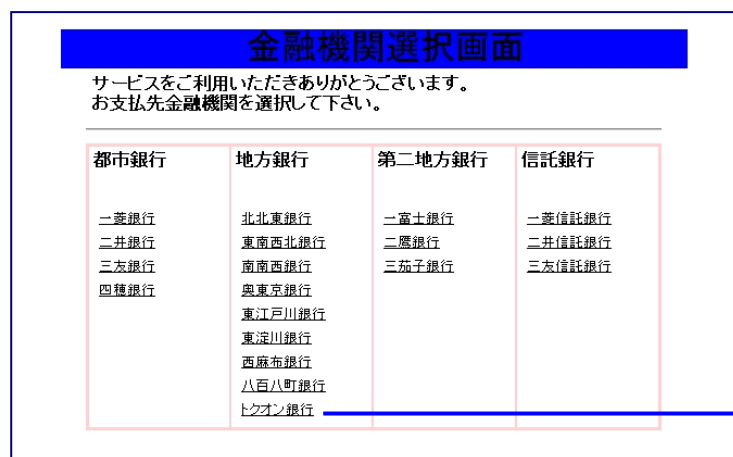 金融機関選択画面
サービスをご利用いただきありがとうございます。
お支払先金融機関を選択して下さい。
都市銀行 地方銀行 第二地方銀行 信託銀行
一菱銀行 北北東銀行 一富士銀行 一菱信託銀行
二井銀行 東南西北銀行 二鷹銀行 二井信託銀行
三友銀行 南南西銀行 三茄子銀行 三友信託銀行
四穂銀行 奥東京銀行
東江戸川銀行
東淀川銀行
西麻布銀行
八百八町銀行
トクオン銀行